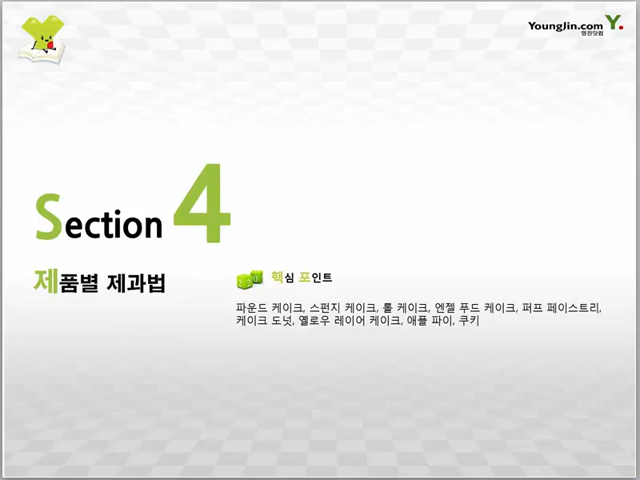 YoungJin.com Y.
영진닷컴
Section 4
제품별 제과법
핵심 포인트
파운드 케이크, 스펀지 케이크, 롤 케이크, 엔젤 푸드 케이크, 퍼프 페이스트리,
케이크 도넛, 옐로우 레이어 케이크, 애플 파이, 쿠키